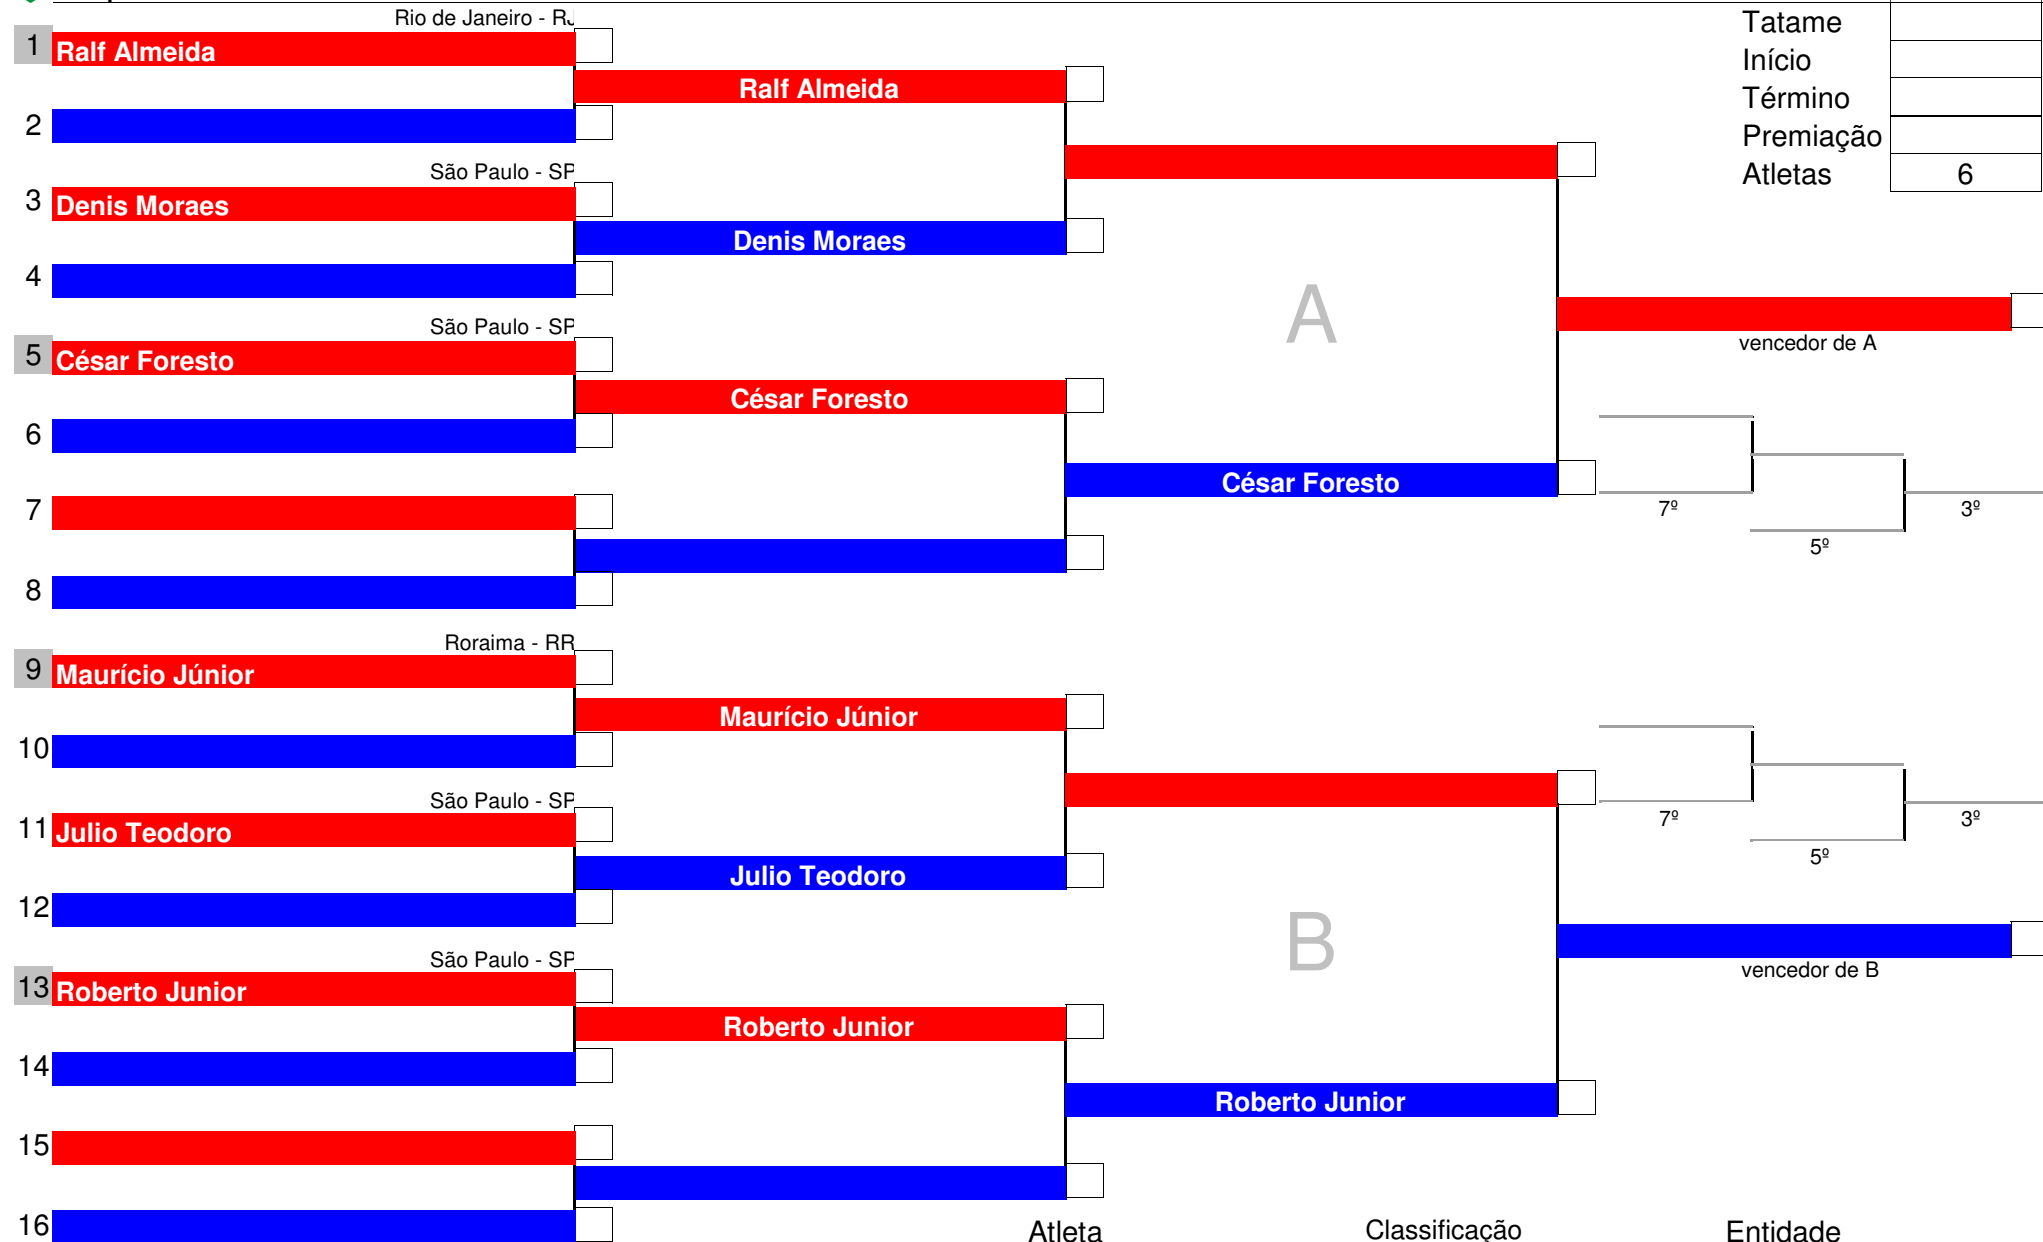 Rio de Janeiro - RJ
1 Ralf Almeida
Ralf Almeida
2
São Paulo - SP
3 Denis Moraes
Denis Moraes
4
São Paulo - SP
5 César Foresto
César Foresto
6
César Foresto
7
8
A
vencedor de A
7º
5º
3º
Tatame
Início
Término
Premiação
Atletas 6
Roraima - RR
9 Maurício Júnior
Maurício Júnior
10
São Paulo - SP
11 Julio Teodoro
Julio Teodoro
12
São Paulo - SP
13 Roberto Junior
Roberto Junior
14
Roberto Junior
15
16
B
vencedor de B
7º
5º
3º
Atleta Classificação Entidade